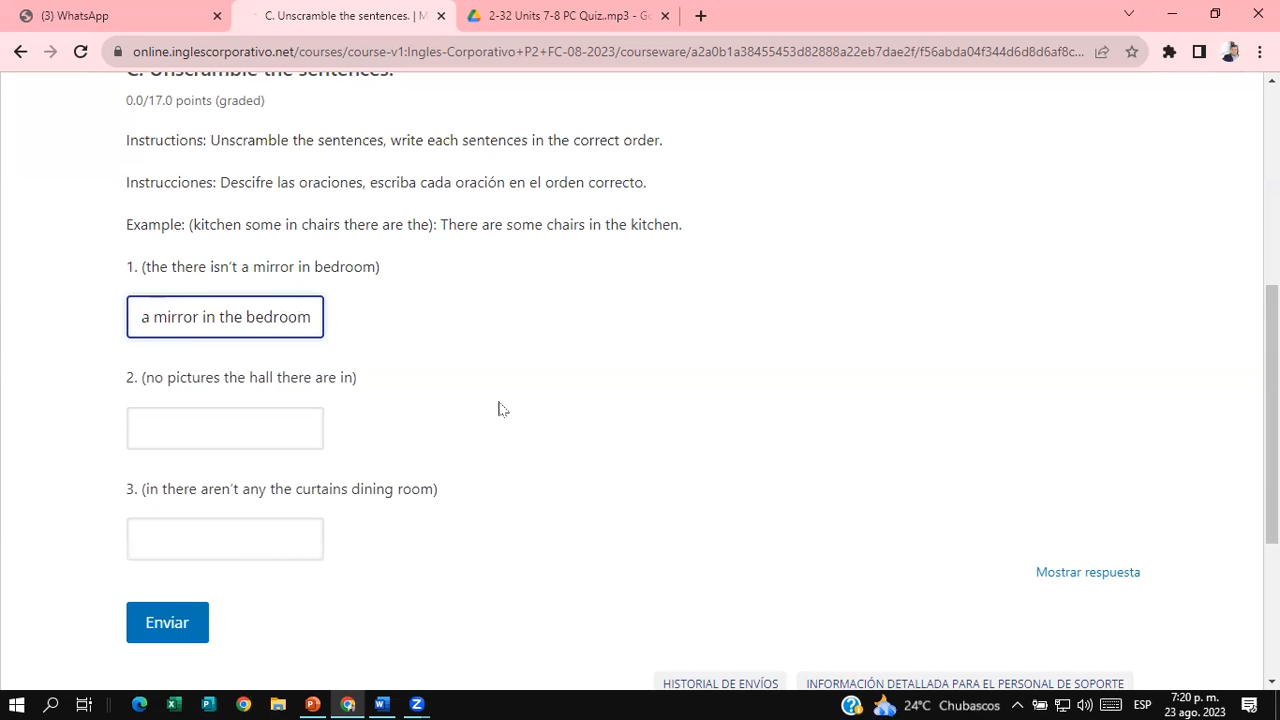 (3) WhatsApp
C. Unscramble the sentences. | M
2-32 Units 7-8 PC Quiz..mp3 - Go
online.inglescorporativo.net/courses/course-v1:Ingles-Corporativo+P2+FC-08-2023/courseware/a2a0b1a38455453d82888a22eb7dae2f/f56abda04f344d6d8d6af8c...
C. Unscramble the sentences.
0.0/17.0 points (graded)
Instructions: Unscramble the sentences, write each sentences in the correct order.
Instrucciones: Descifre las oraciones, escriba cada oración en el orden correcto.
Example: (kitchen some in chairs there are the): There are some chairs in the kitchen.
1. (the there isn't a mirror in bedroom)
a mirror in the bedroom
2. (no pictures the hall there are in)
3. (in there aren't any the curtains dining room)
Mostrar respuesta
Enviar
HISTORIAL DE ENVÍOS
INFORMACIÓN DETALLADA PARA EL PERSONAL DE SOPORTE
24°C Chubascos
ESP
7:20 p. m.
23 ago. 2023